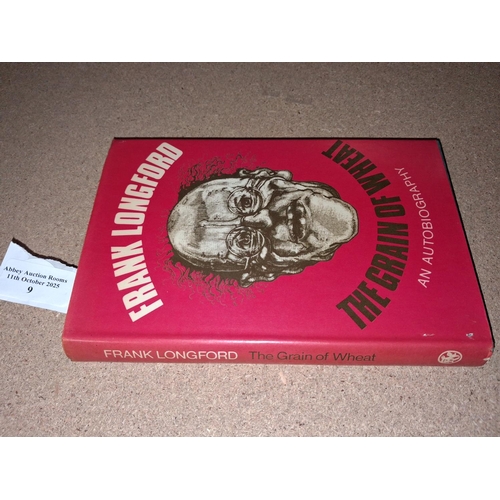 FRANK LONGFORD
THE GRAIN OF WHEAT
AN AUTOBIOGRAPHY
FRANK LONGFORD The Grain of Wheat
Abbey Auction Rooms
11th October 2025
9